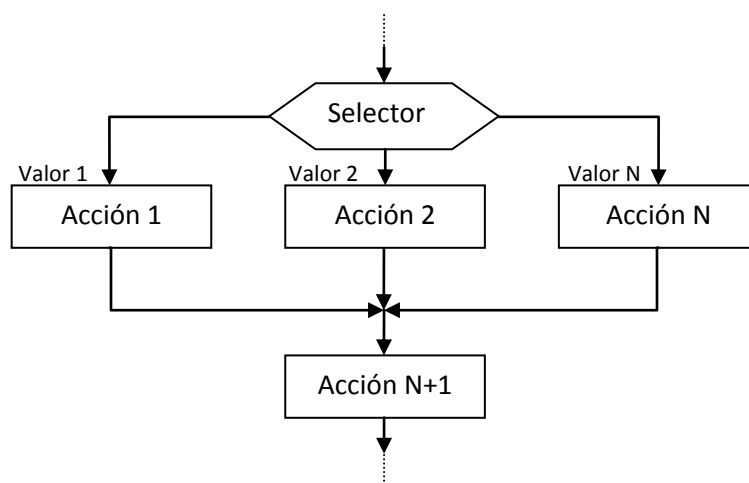 Selector
Valor 1
Valor 2
Valor N
Acción 1
Acción 2
Acción N
Acción N+1